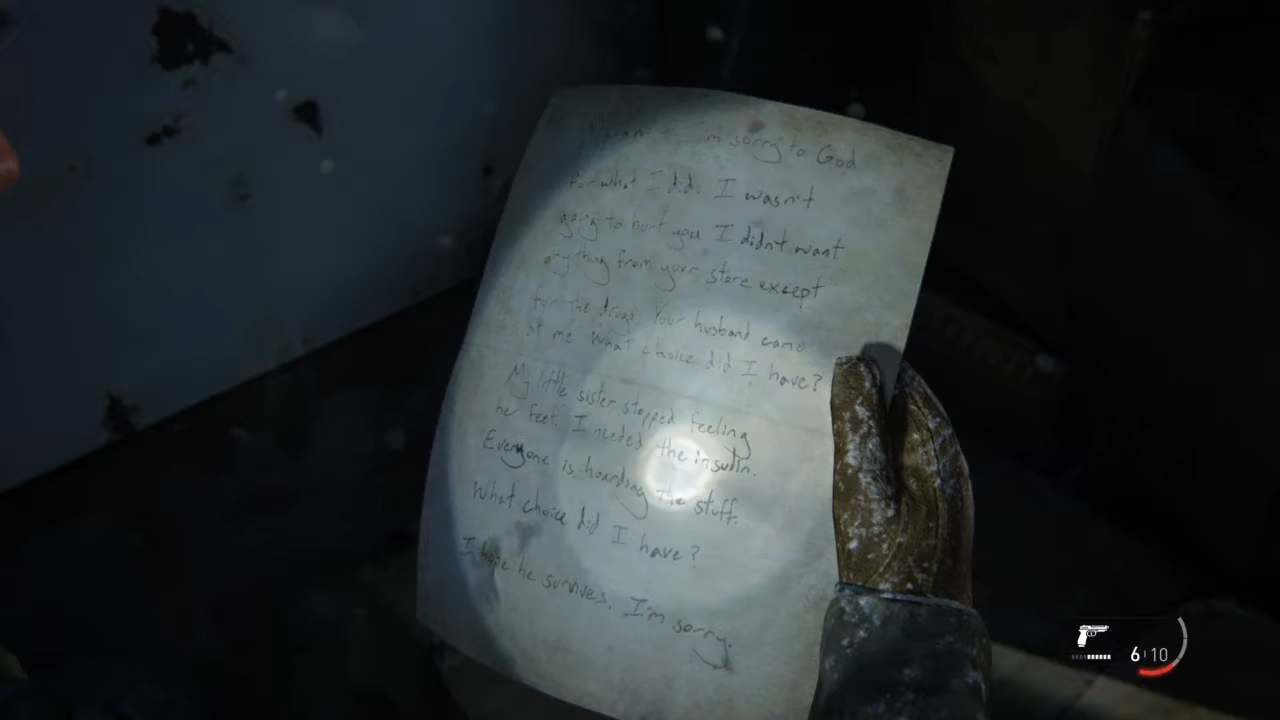 I'm sorry to God
for what I did. I wasn't
going to hurt you. I didn't want
anything from your store except
for the drugs. Your husband came
at me. What choice did I have?
My little sister stopped feeling
her feet. I needed the insulin.
Everyone is hoarding the stuff.
What choice did I have?
I hope he survives. I'm sorry.
6 10